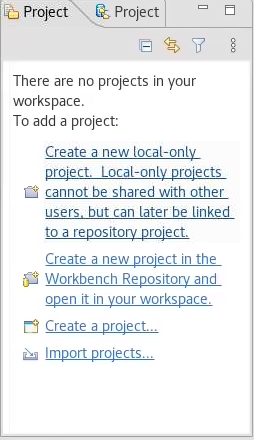 Project Project
There are no projects in your
workspace.
To add a project:
Create a new local-only
project.  Local-only projects
cannot be shared with other
users, but can later be linked
to a repository project.
Create a new project in the
Workbench Repository and
open it in your workspace.
Create a project...
Import projects...